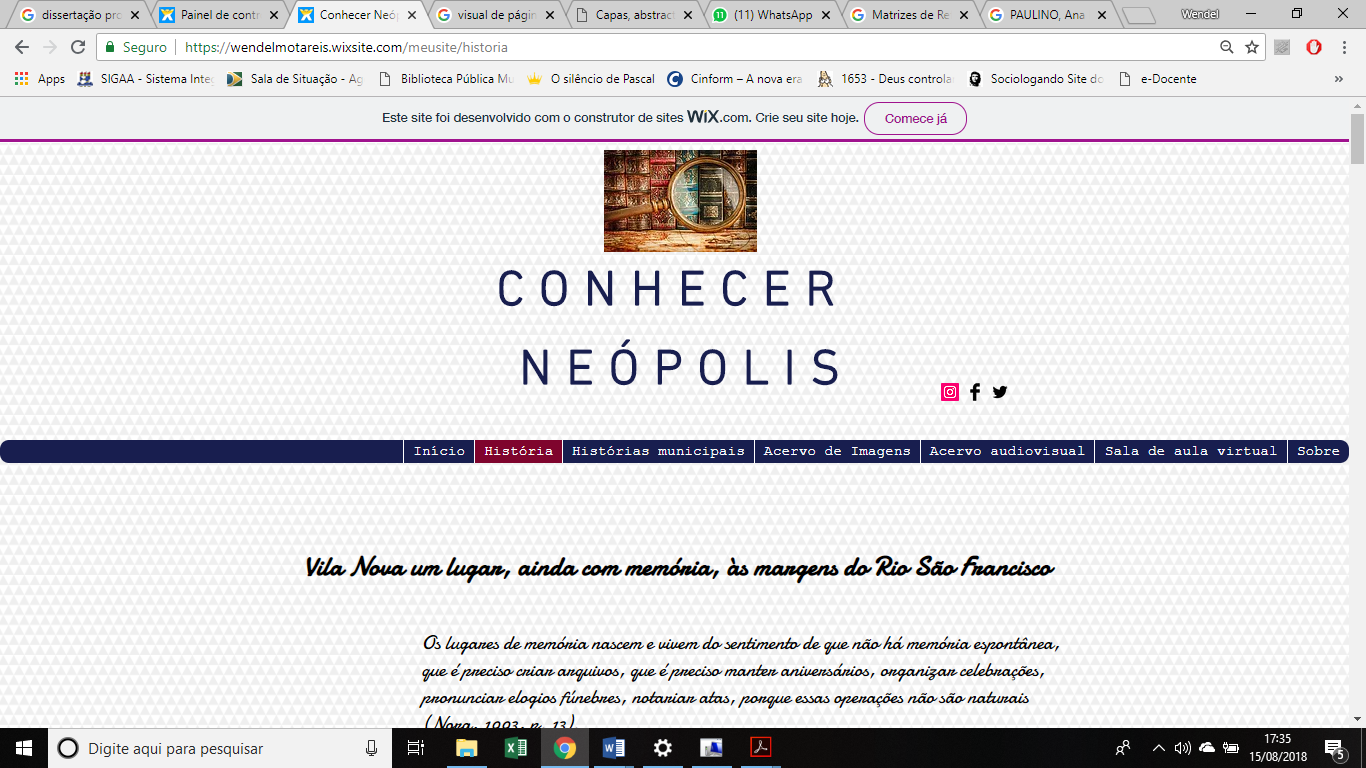 dissertação pro
Painel de contr
Conhecer Neóp
visual de págin
Capas, abstract
(11) WhatsApp
Matrizes de Re
PAULINO, Ana
Wendel
Seguro
https://wendelmotareis.wixsite.com/meusite/historia
Apps
SIGAA - Sistema Inte
Sala de Situação - Ag
Biblioteca Pública Mu
O silêncio de Pascal
Cinform – A nova era
1653 - Deus controla
Sociologando Site do
e-Docente
Este site foi desenvolvido com o construtor de sites WiX.com. Crie seu site hoje.
Comece já
CONHECER
NEÓPOLIS
Início
História
Histórias municipais
Acervo de Imagens
Acervo audiovisual
Sala de aula virtual
Sobre
Vila Nova um lugar, ainda com memória, às margens do Rio São Francisco
Os lugares de memória nascem e vivem do sentimento de que não há memória espontânea,
que é preciso criar arquivos, que é preciso manter aniversários, organizar celebrações,
pronunciar elogios fúnebres, notariar atas, porque essas operações não são naturais
(Nora, 1993, p. 13)
Digite aqui para pesquisar
17:35
15/08/2018
5